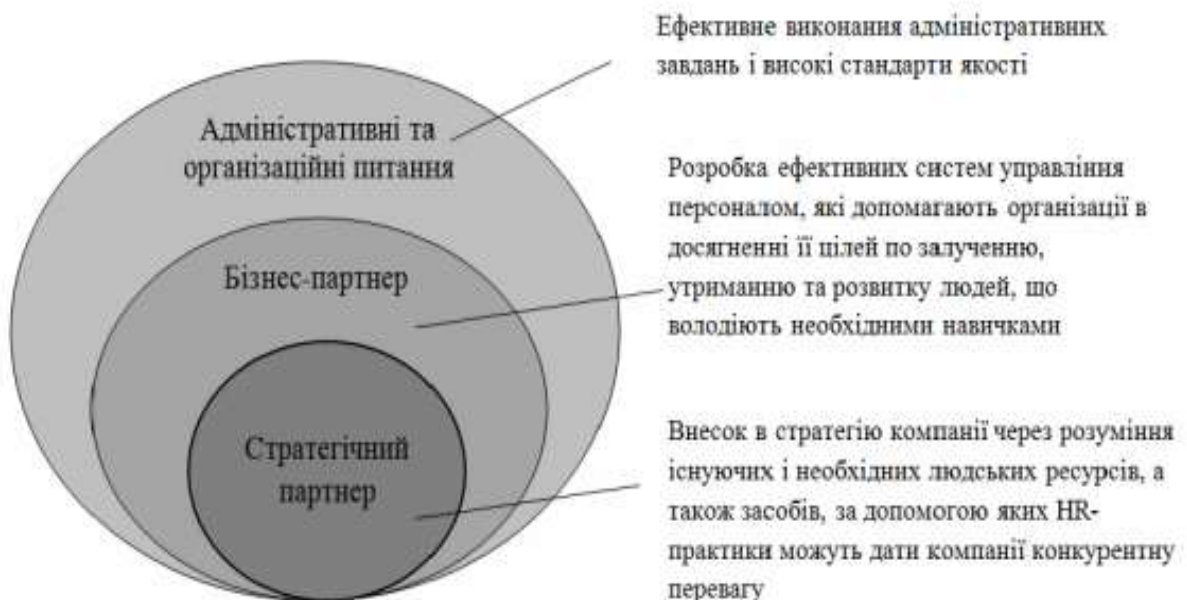 Ефективне виконання адміністративних
завдань і високі стандарти якості
Адміністративні та
організаційні питання
Розробка ефективних систем управління
персоналом, які допомагають організації в
досягненні її цілей по залученню,
утриманню та розвитку людей, що
володіють необхідними навичками
Бізнес-партнер
Стратегічний
партнер
Внесок в стратегію компанії через розуміння
існуючих і необхідних людських ресурсів, а
також засобів, за допомогою яких HR-
практики можуть дати компанії конкурентну
перевагу